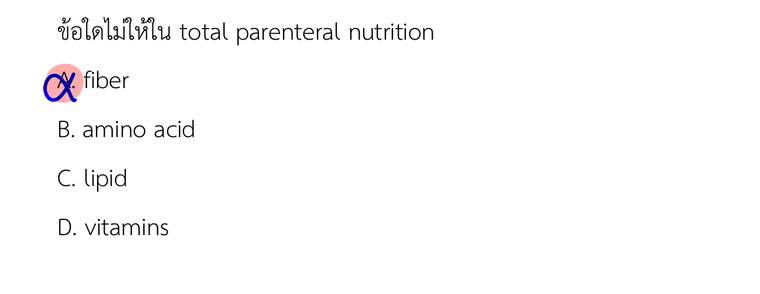 ข้อใดไม่ให้ใน total parenteral nutrition
A. fiber
B. amino acid
C. lipid
D. vitamins